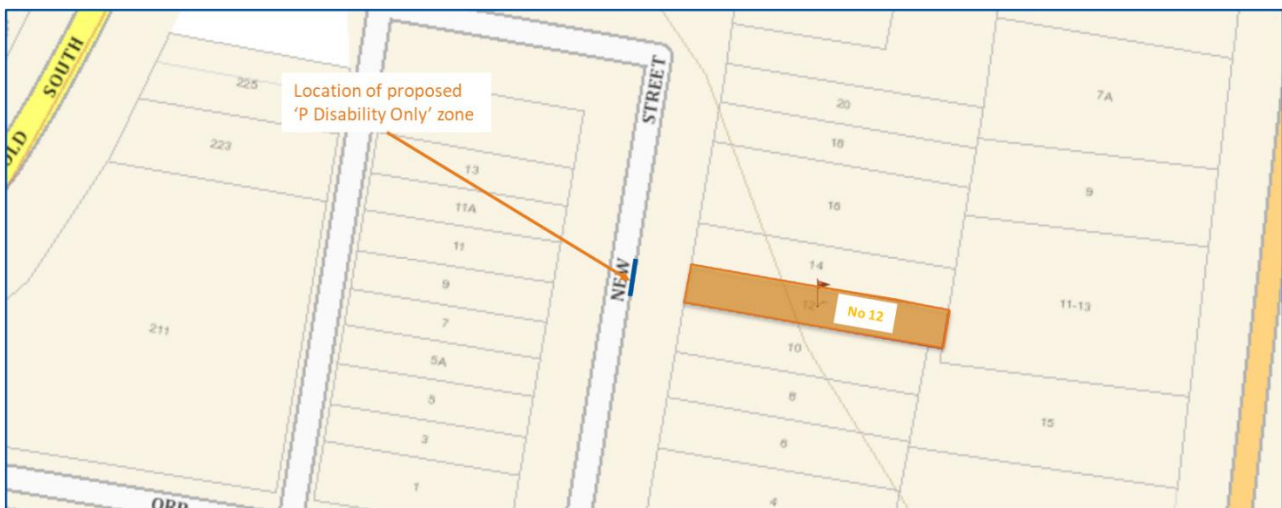 SOUTH
OLD
225
223
211
Location of proposed
‘P Disability Only’ zone
13
11A
11
9
7
5A
5
3
1
ORD
STREET
NEW
20
18
16
14
12
No 12
10
8
6
4
7A
9
11-13
15